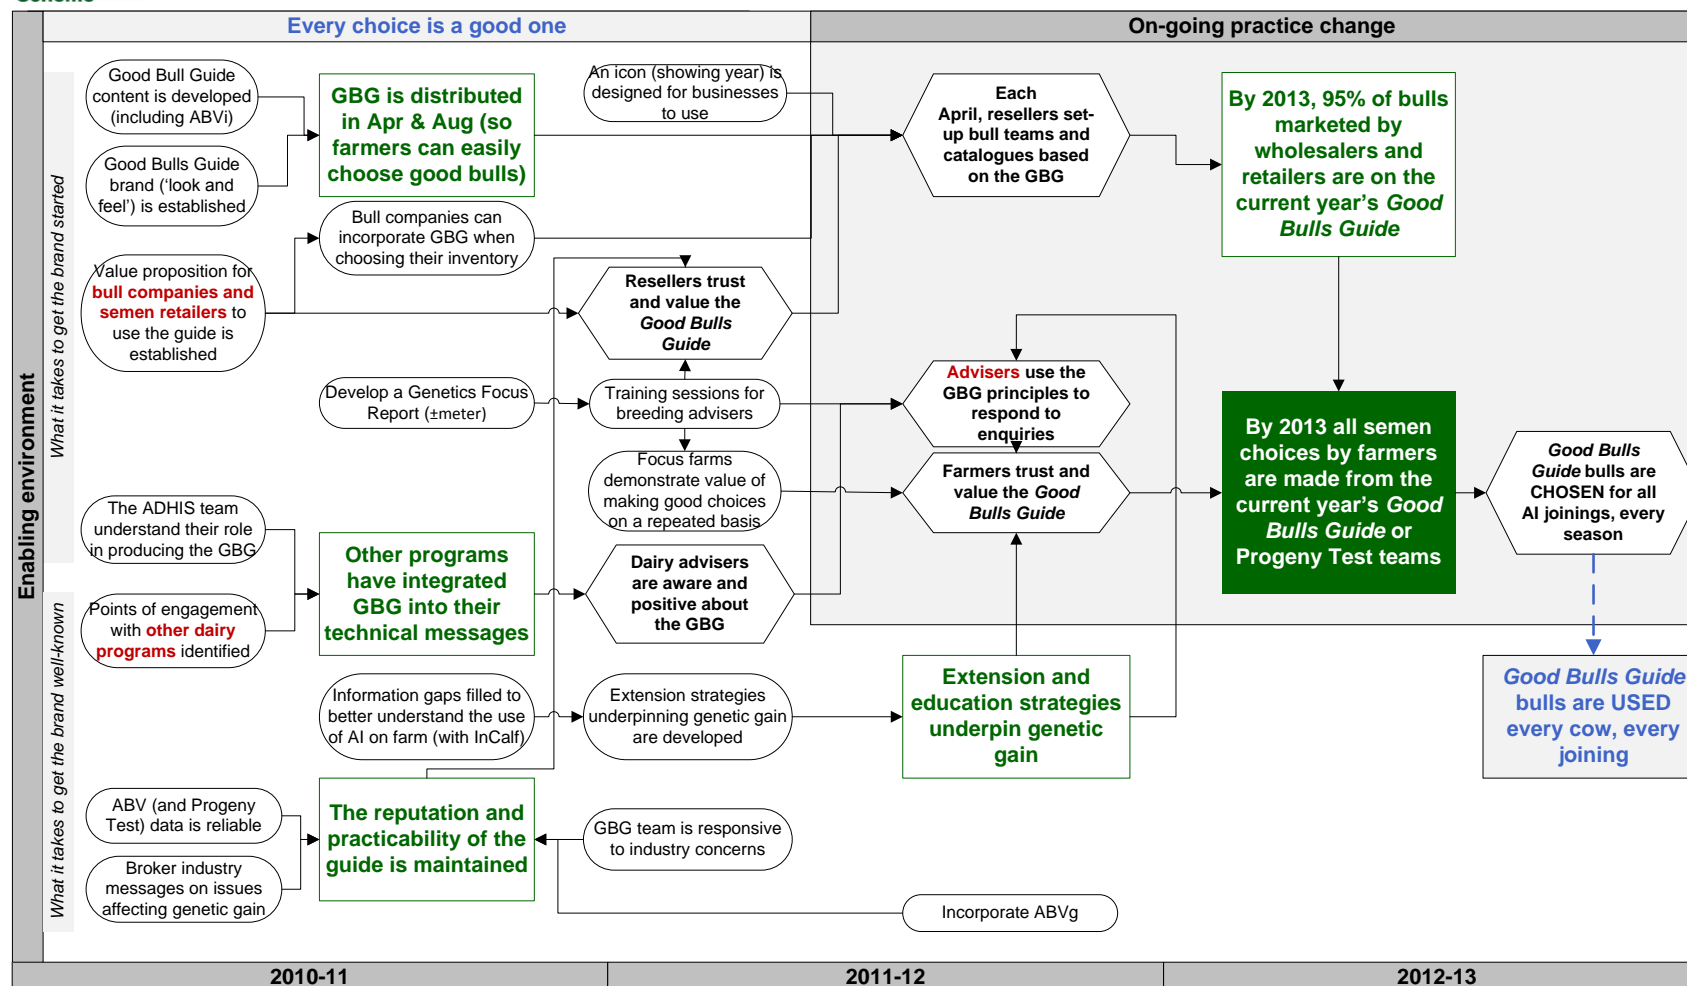 Every choice is a good one
On-going practice change
Enabling environment
What it takes to get the brand started
What it takes to get the brand well-known
Good Bull Guide
content is developed
(including ABVi)
Good Bulls Guide
brand (‘look and
feel’) is established
Value proposition for
bull companies and
semen retailers to
use the guide is
established
The ADHIS team
understand their role
in producing the GBG
Points of engagement
with other dairy
programs identified
ABV (and Progeny
Test) data is reliable
Broker industry
messages on issues
affecting genetic gain
GBG is distributed
in Apr & Aug (so
farmers can easily
choose good bulls)
Bull companies can
incorporate GBG when
choosing their inventory
Develop a Genetics Focus
Report (±meter)
Other programs
have integrated
GBG into their
technical messages
Information gaps filled to
better understand the use
of AI on farm (with InCalf)
The reputation and
practicability of the
guide is maintained
An icon (showing year) is
designed for businesses
to use
Resellers trust
and value the
Good Bulls
Guide
Training sessions for
breeding advisers
Focus farms
demonstrate value of
making good choices
on a repeated basis
Dairy advisers
are aware and
positive about
the GBG
Extension strategies
underpinning genetic gain
are developed
GBG team is responsive
to industry concerns
Each
April, resellers set-
up bull teams and
catalogues based
on the GBG
Advisers use the
GBG principles to
respond to
enquiries
Farmers trust and
value the Good
Bulls Guide
Extension and
education strategies
underpin genetic
gain
Incorporate ABVg
By 2013, 95% of bulls
marketed by
wholesalers and
retailers are on the
current year’s Good
Bulls Guide
By 2013 all semen
choices by farmers
are made from the
current year’s Good
Bulls Guide or
Progeny Test teams
Good Bulls
Guide bulls are
CHOSEN for all
AI joinings, every
season
Good Bulls Guide
bulls are USED
every cow, every
joining
2010-11
2011-12
2012-13